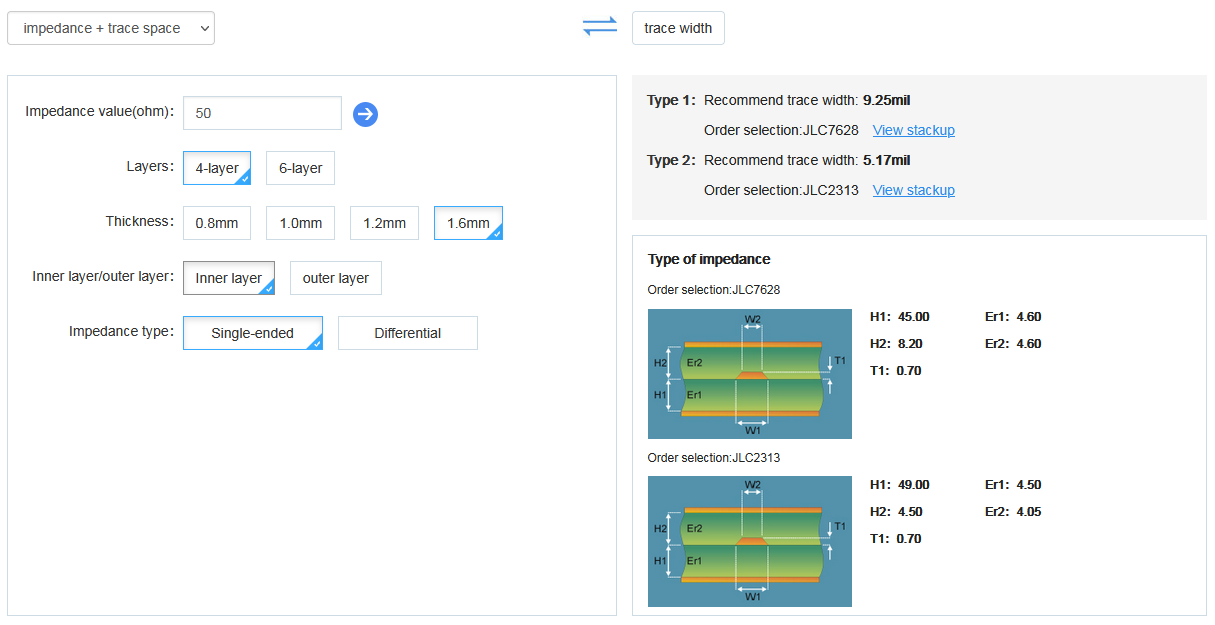 impedance + trace space
trace width
Impedance value(ohm):
50
Layers:
4-layer
6-layer
Thickness:
0.8mm
1.0mm
1.2mm
1.6mm
Inner layer/outer layer:
Inner layer
outer layer
Impedance type:
Single-ended
Differential
Type 1: Recommend trace width: 9.25mil
Order selection:JLC7628 View stackup
Type 2: Recommend trace width: 5.17mil
Order selection:JLC2313 View stackup
Type of impedance
Order selection:JLC7628
W2
H2
Er2
T1
H1
Er1
W1
H1: 45.00 Er1: 4.60
H2: 8.20 Er2: 4.60
T1: 0.70
Order selection:JLC2313
W2
H2
Er2
T1
H1
Er1
W1
H1: 49.00 Er1: 4.50
H2: 4.50 Er2: 4.05
T1: 0.70